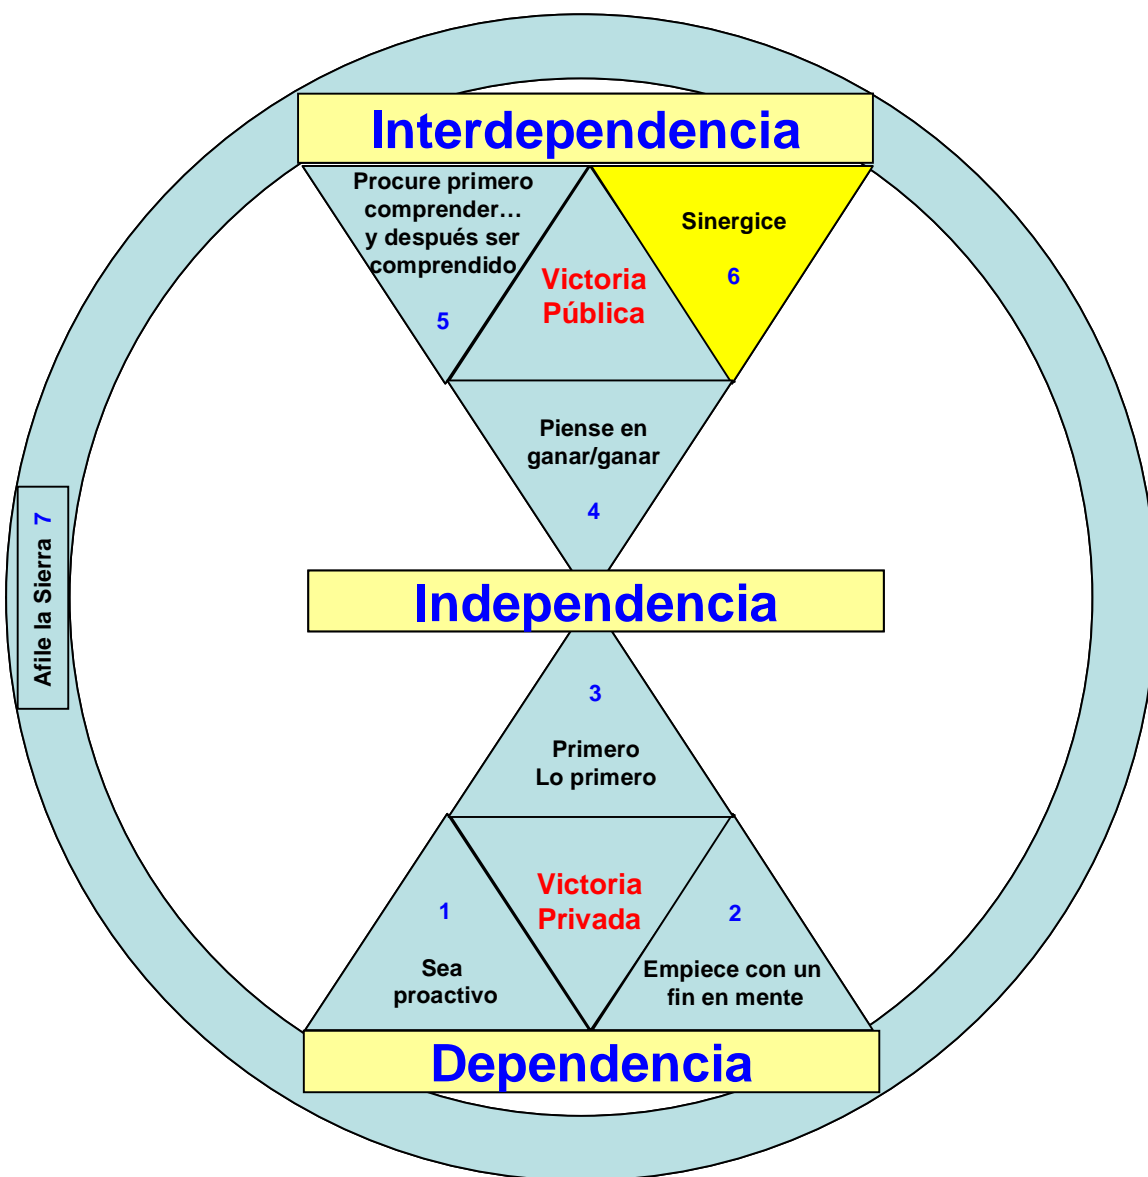 Interdependencia
Procure primero
comprender…
y después ser
comprendido
5
Victoria
Pública
Sinergice
6
Piense en
ganar/ganar
4
Afile la Sierra 7
Independencia
3
Primero
Lo primero
1
Sea
proactivo
Victoria
Privada
2
Empiece con un
fin en mente
Dependencia